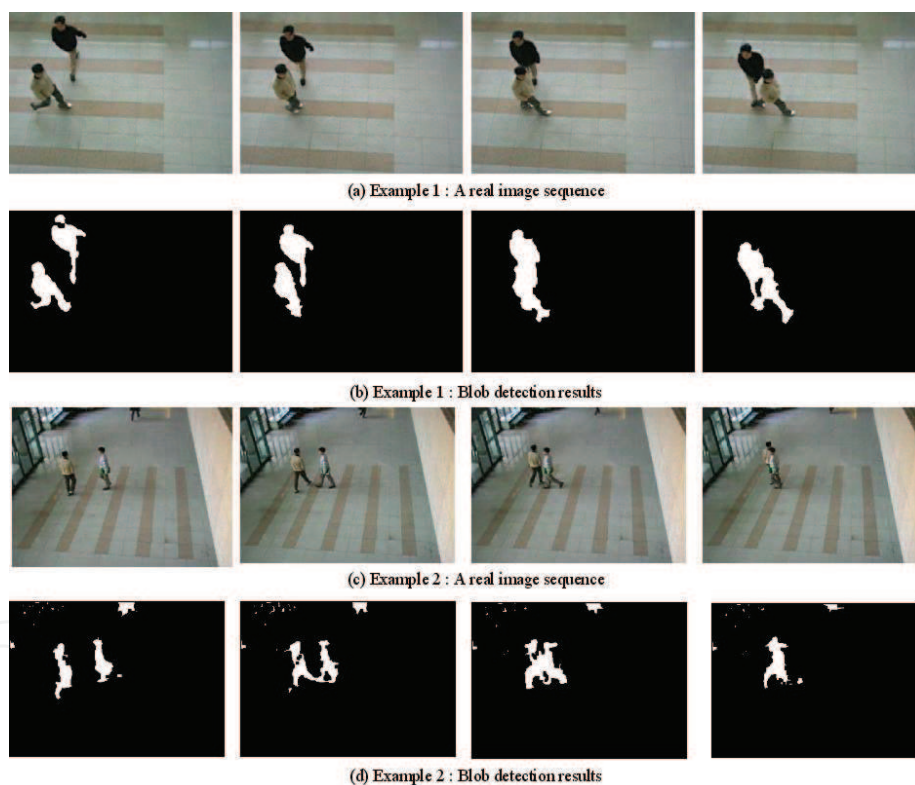 (a) Example 1 : A real image sequence
(b) Example 1 : Blob detection results
(c) Example 2 : A real image sequence
(d) Example 2 : Blob detection results